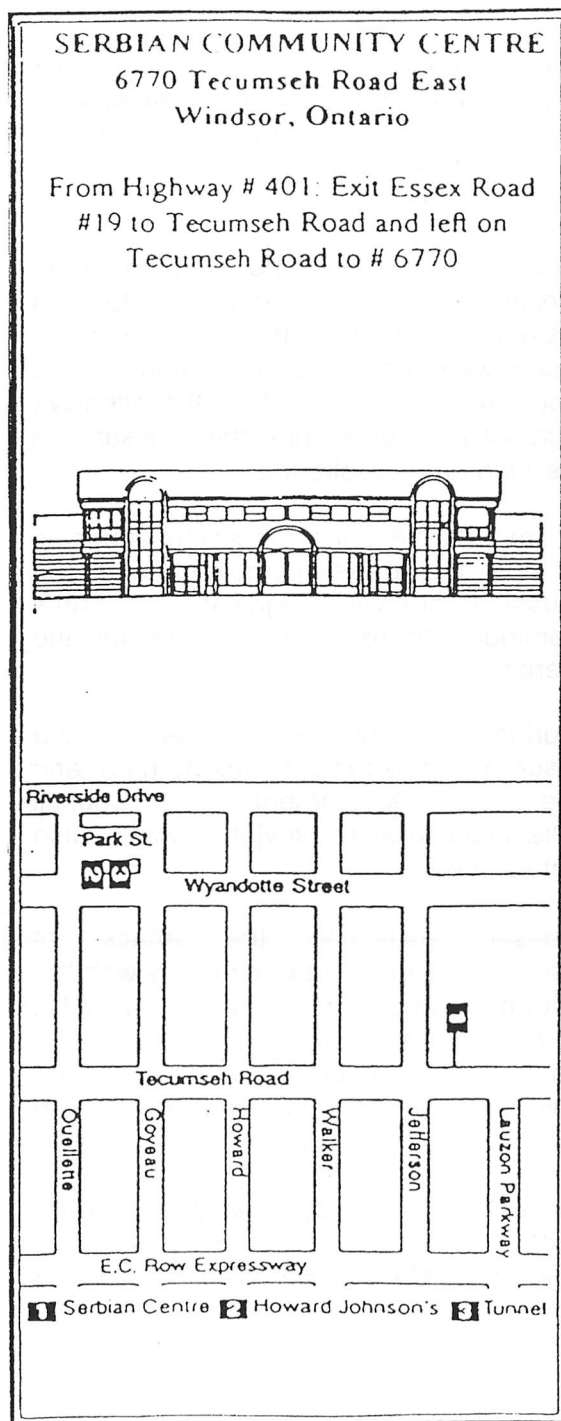 SERBIAN COMMUNITY CENTRE
6770 Tecumseh Road East
Windsor, Ontario
From Highway # 401: Exit Essex Road
#19 to Tecumseh Road and left on
Tecumseh Road to # 6770
Riverside Drive
Park St.
2
Wyandotte Street
1
Tecumseh Road
Ouellette
Goyeau
Howard
Walker
Jefferson
Lauzon Parkway
E.C. Row Expressway
1 Serbian Centre 2 Howard Johnson's 3 Tunnel